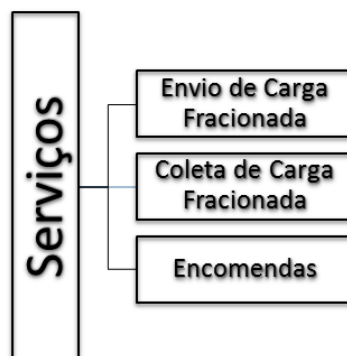 Serviços
Envio de Carga
Fracionada
Coleta de Carga
Fracionada
Encomendas